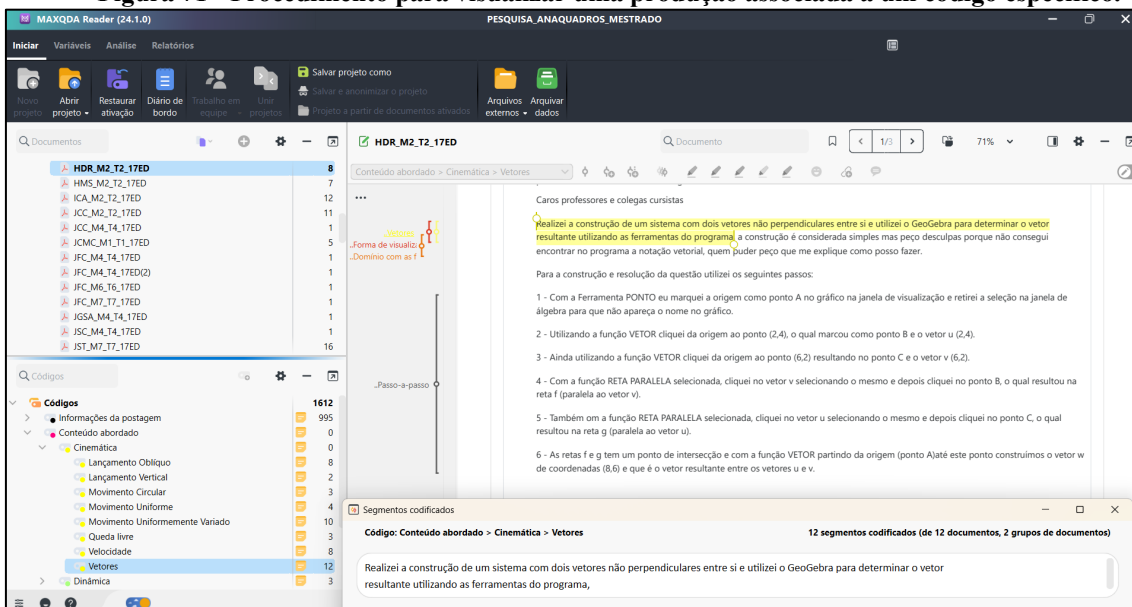 MAXQDA Reader (24.1.0)
PESQUISA_ANAQUADROS_MESTRADO
Iniciar
Variáveis
Análise
Relatórios
Novo projeto
Abrir projeto
Restaurar ativação
Diário de bordo
Trabalho em equipe
Unir projetos
Salvar projeto como
Salvar e anonimizar o projeto
Projeto a partir de documentos ativados
Arquivos externos
Arquivar dados
Documentos
HDR_M2_T2_17ED 8
HMS_M2_T2_17ED 7
ICA_M2_T2_17ED 12
JCC_M2_T2_17ED 11
JCC_M4_T4_17ED 1
JCMC_M1_T1_17ED 5
JFC_M4_T4_17ED 1
JFC_M4_T4_17ED(2) 1
JFC_M6_T6_17ED 1
JFC_M7_T7_17ED 1
JGSA_M4_T4_17ED 1
JSC_M4_T4_17ED 1
JST_M7_T7_17ED 16
Códigos
Códigos 1612
Informações da postagem 995
Conteúdo abordado 0
Cinemática 0
Lançamento Oblíquo 8
Lançamento Vertical 2
Movimento Circular 3
Movimento Uniforme 4
Movimento Uniformemente Variado 10
Queda livre 3
Velocidade 8
Vetores 12
Dinâmica 3
HDR_M2_T2_17ED
Documento
1/3
71%
Conteúdo abordado > Cinemática > Vetores
..Forma de visualiz
..Domínio com as f
..Passo-a-passo
Caros professores e colegas cursistas
Realizei a construção de um sistema com dois vetores não perpendiculares entre si e utilizei o GeoGebra para determinar o vetor
resultante utilizando as ferramentas do programa, a construção é considerada simples mas peço desculpas porque não consegui
encontrar no programa a notação vetorial, quem puder peço que me explique como posso fazer.
Para a construção e resolução da questão utilizei os seguintes passos:
1 - Com a Ferramenta PONTO eu marquei a origem como ponto A no gráfico na janela de visualização e retirei a seleção na janela de
álgebra para que não apareça o nome no gráfico.
2 - Utilizando a função VETOR cliquei da origem ao ponto (2,4), o qual marcou como ponto B e o vetor u (2,4).
3 - Ainda utilizando a função VETOR cliquei da origem ao ponto (6,2) resultando no ponto C e o vetor v (6,2).
4 - Com a função RETA PARALELA selecionada, cliquei no vetor v selecionando o mesmo e depois cliquei no ponto B, o qual resultou na
reta f (paralela ao vetor v).
5 - Também om a função RETA PARALELA selecionada, cliquei no vetor u selecionando o mesmo e depois cliquei no ponto C, o qual
resultou na reta g (paralela ao vetor u).
6 - As retas f e g tem um ponto de intersecção e com a função VETOR partindo da origem (ponto A)até este ponto construímos o vetor w
de coordenadas (8,6) e que é o vetor resultante entre os vetores u e v.
Segmentos codificados
Código: Conteúdo abordado > Cinemática > Vetores
12 segmentos codificados (de 12 documentos, 2 grupos de documentos)
Realizei a construção de um sistema com dois vetores não perpendiculares entre si e utilizei o GeoGebra para determinar o vetor
resultante utilizando as ferramentas do programa,